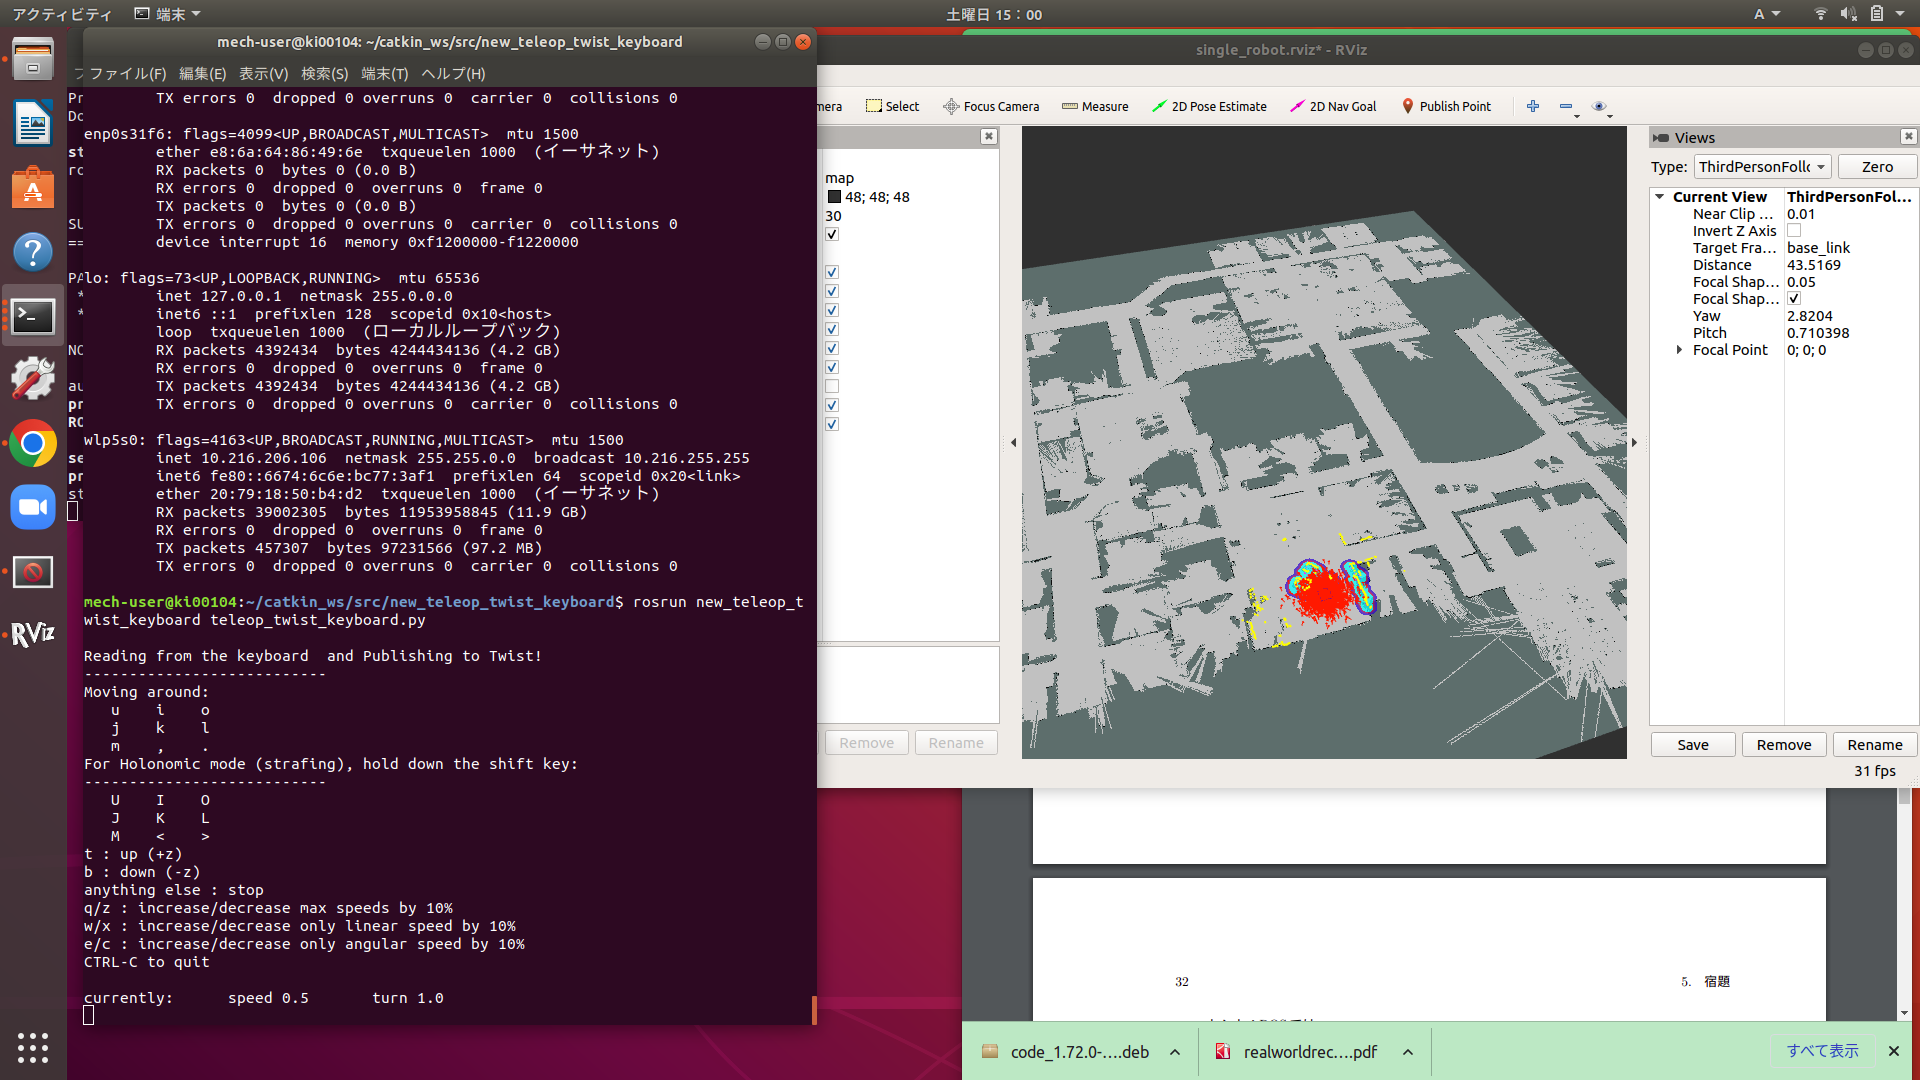 アクティビティ
端末
土曜日 15：00
A
mech-user@ki00104: ~/catkin_ws/src/new_teleop_twist_keyboard
ファイル(F) 編集(E) 表示(V) 検索(S) 端末(T) ヘルプ(H)
TX errors 0  dropped 0 overruns 0  carrier 0  collisions 0
enp0s31f6: flags=4099<UP,BROADCAST,MULTICAST>  mtu 1500
ether e8:6a:64:86:49:6e  txqueuelen 1000  (イーサネット)
RX packets 0  bytes 0 (0.0 B)
RX errors 0  dropped 0  overruns 0  frame 0
TX packets 0  bytes 0 (0.0 B)
TX errors 0  dropped 0 overruns 0  carrier 0  collisions 0
device interrupt 16  memory 0xf1200000-f1220000
lo: flags=73<UP,LOOPBACK,RUNNING>  mtu 65536
inet 127.0.0.1  netmask 255.0.0.0
inet6 ::1  prefixlen 128  scopeid 0x10<host>
loop  txqueuelen 1000  (ローカルループバック)
RX packets 4392434  bytes 4244434136 (4.2 GB)
RX errors 0  dropped 0  overruns 0  frame 0
TX packets 4392434  bytes 4244434136 (4.2 GB)
TX errors 0  dropped 0 overruns 0  carrier 0  collisions 0
wlp5s0: flags=4163<UP,BROADCAST,RUNNING,MULTICAST>  mtu 1500
inet 10.216.206.106  netmask 255.255.0.0  broadcast 10.216.255.255
inet6 fe80::6674:6c6e:bc77:3af1  prefixlen 64  scopeid 0x20<link>
ether 20:79:18:50:b4:d2  txqueuelen 1000  (イーサネット)
RX packets 39002305  bytes 11953958845 (11.9 GB)
RX errors 0  dropped 0  overruns 0  frame 0
TX packets 457307  bytes 97231566 (97.2 MB)
TX errors 0  dropped 0 overruns 0  carrier 0  collisions 0
mech-user@ki00104:~/catkin_ws/src/new_teleop_twist_keyboard$ rosrun new_teleop_t
wist_keyboard teleop_twist_keyboard.py
Reading from the keyboard  and Publishing to Twist!
---------------------------
Moving around:
u    i    o
j    k    l
m    ,    .
For Holonomic mode (strafing), hold down the shift key:
---------------------------
U    I    O
J    K    L
M    <    >
t : up (+z)
b : down (-z)
anything else : stop
q/z : increase/decrease max speeds by 10%
w/x : increase/decrease only linear speed by 10%
e/c : increase/decrease only angular speed by 10%
CTRL-C to quit
currently:      speed 0.5       turn 1.0
RViz
single_robot.rviz* - RViz
mera
Select
Focus Camera
Measure
2D Pose Estimate
2D Nav Goal
Publish Point
map
48; 48; 48
30
Remove
Rename
Views
Type:
ThirdPersonFoll
Zero
Current View ThirdPersonFol...
Near Clip ... 0.01
Invert Z Axis
Target Fra... base_link
Distance 43.5169
Focal Shap... 0.05
Focal Shap...
Yaw 2.8204
Pitch 0.710398
Focal Point 0; 0; 0
Save
Remove
Rename
31 fps
32
5. 宿題
code_1.72.0-....deb
realworldrec....pdf
すべて表示